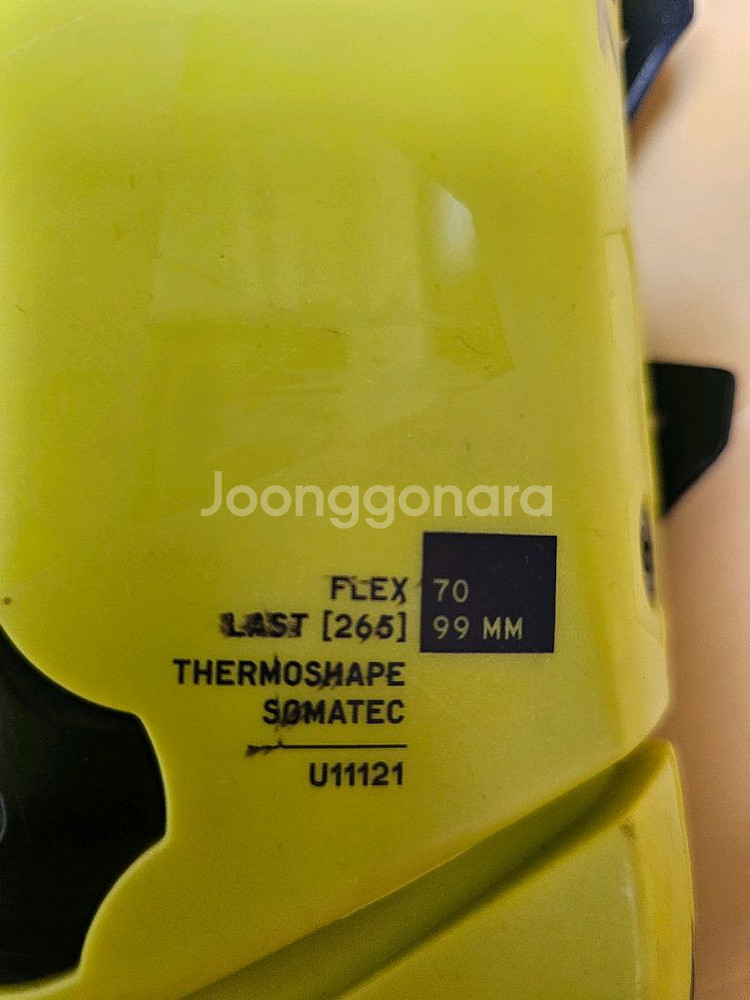 Joonggonara
FLEX 70
LAST [265] 99 MM
THERMOSHAPE
SOMATEC
U11121